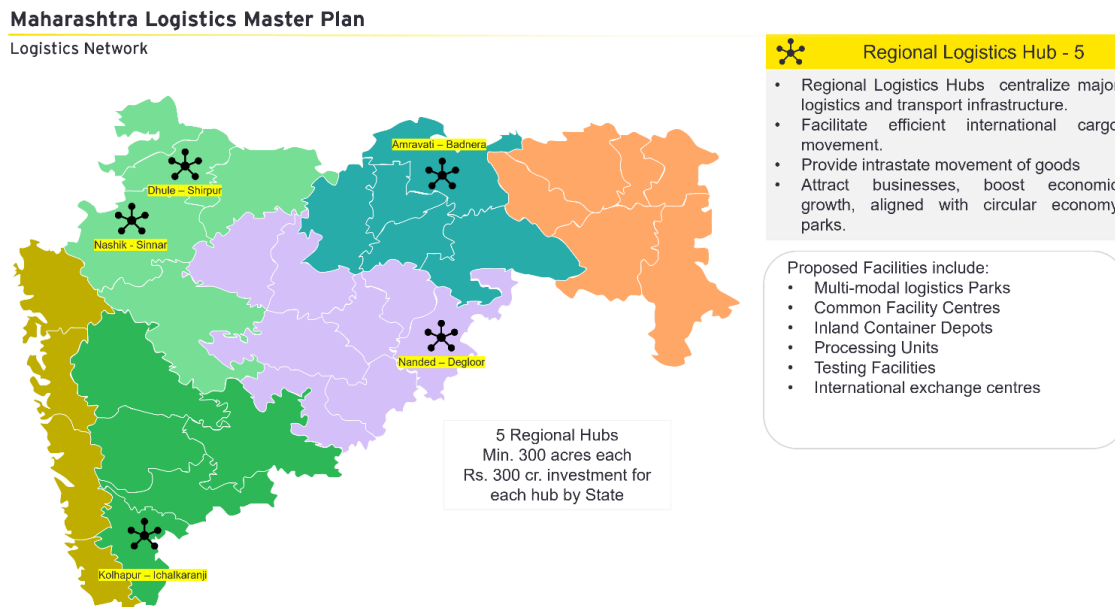 Maharashtra Logistics Master Plan
Logistics Network
Regional Logistics Hub - 5
• Regional Logistics Hubs centralize major
logistics and transport infrastructure.
• Facilitate efficient international cargo
movement.
• Provide intrastate movement of goods
• Attract businesses, boost economic
growth, aligned with circular economy
parks.
Proposed Facilities include:
• Multi-modal logistics Parks
• Common Facility Centres
• Inland Container Depots
• Processing Units
• Testing Facilities
• International exchange centres
Amravati – Badnera
Dhule – Shirpur
Nashik - Sinnar
Nanded – Degloor
5 Regional Hubs
Min. 300 acres each
Rs. 300 cr. investment for
each hub by State
Kolhapur – Ichalkaranji